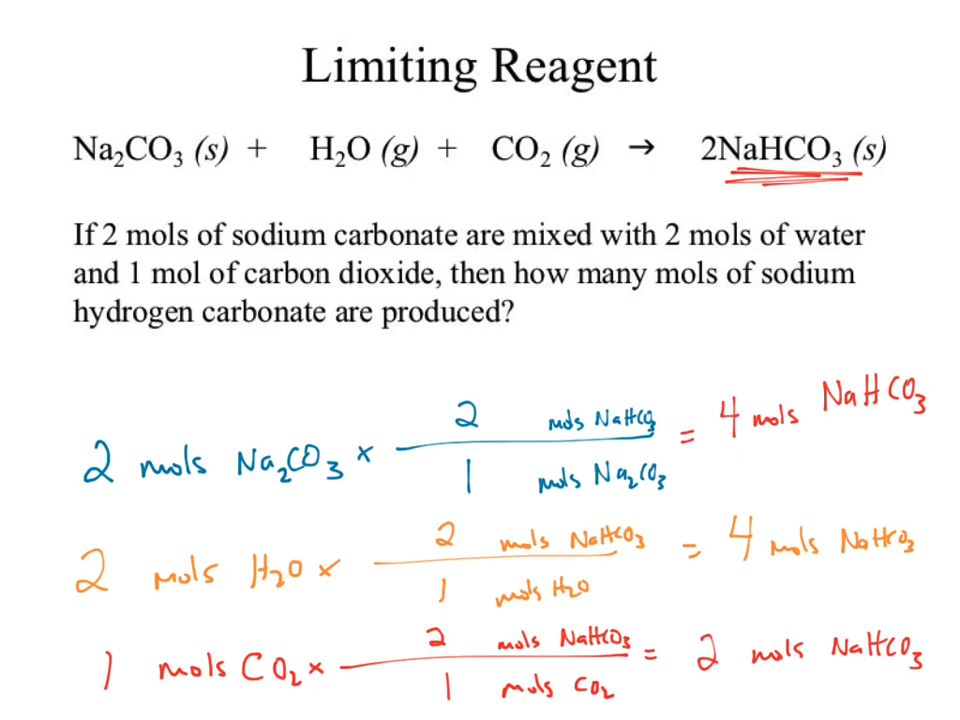 Limiting Reagent
Na₂CO₃ (s) + H₂O (g) + CO₂ (g) → 2NaHCO₃ (s)
If 2 mols of sodium carbonate are mixed with 2 mols of water
and 1 mol of carbon dioxide, then how many mols of sodium
hydrogen carbonate are produced?
2 mols NaHCO₃
2 mols Na₂CO₃ × = 4 mols NaHCO₃
1 mols Na₂CO₃
2 mols NaHCO₃
2 mols H₂O × = 4 mols NaHCO₃
1 mols H₂O
2 mols NaHCO₃
1 mols CO₂ × = 2 mols NaHCO₃
1 mols CO₂